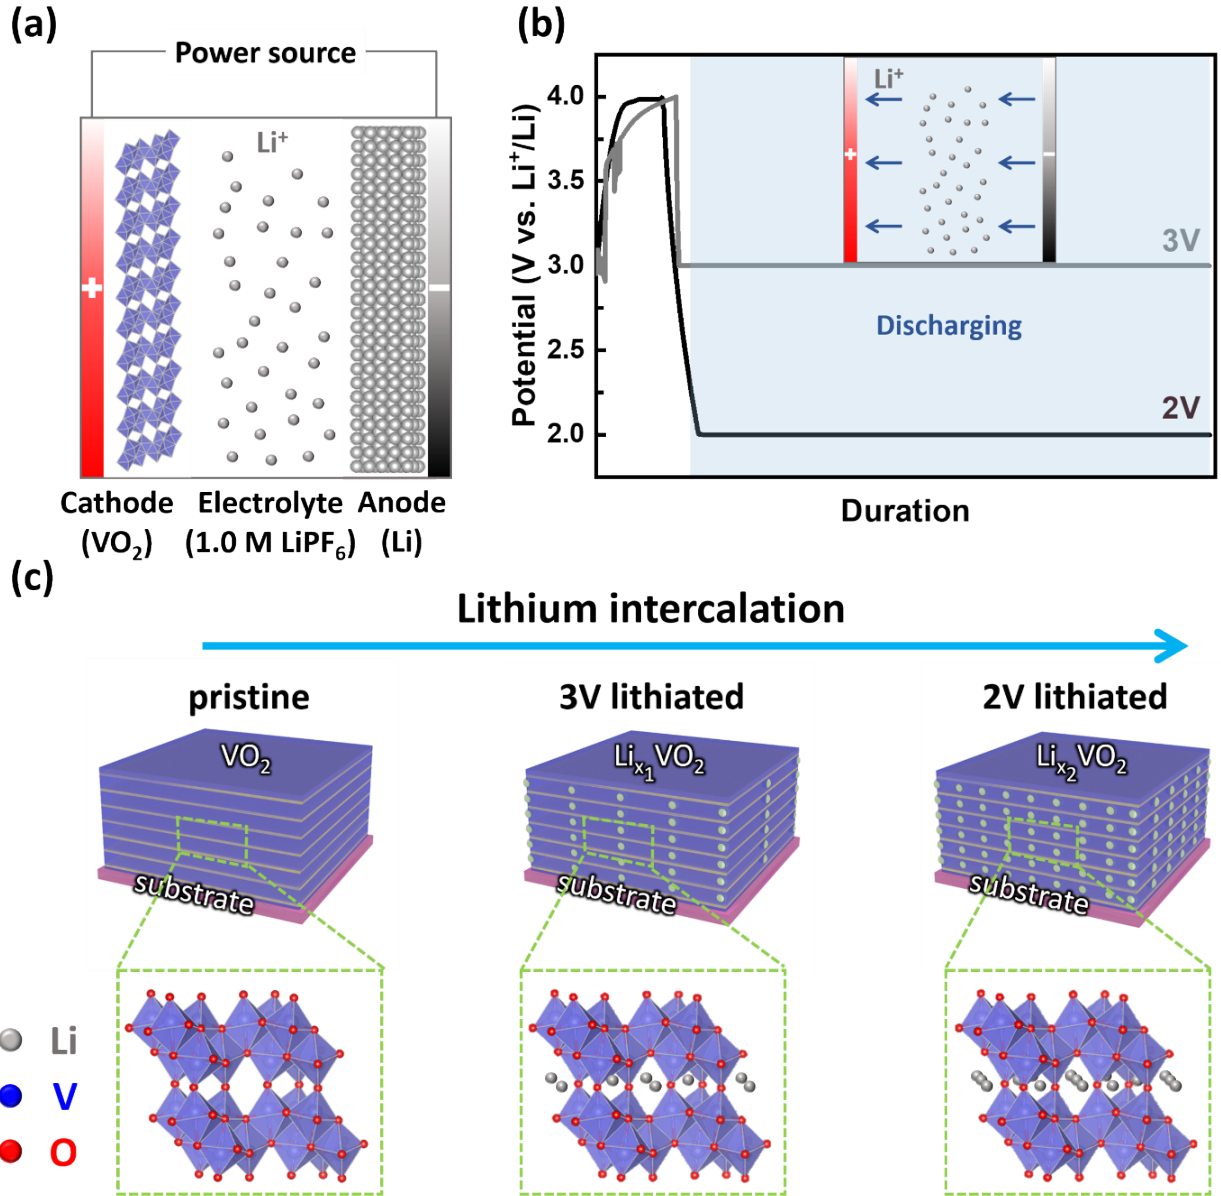 (a)
Power source
Li⁺
+
−
Cathode Electrolyte Anode
(VO₂) (1.0 M LiPF₆) (Li)
(b)
Potential (V vs. Li⁺/Li)
4.0
3.5
3.0
2.5
2.0
Li⁺
+
−
3V
Discharging
2V
Duration
(c)
Lithium intercalation
pristine 3V lithiated 2V lithiated
VO₂ Liₓ₁VO₂ Liₓ₂VO₂
substrate substrate substrate
Li
V
O